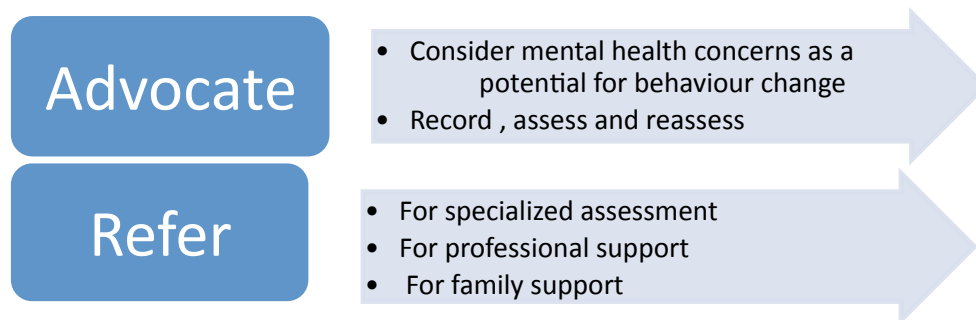 Advocate
• Consider mental health concerns as a
potential for behaviour change
• Record , assess and reassess
Refer
• For specialized assessment
• For professional support
• For family support